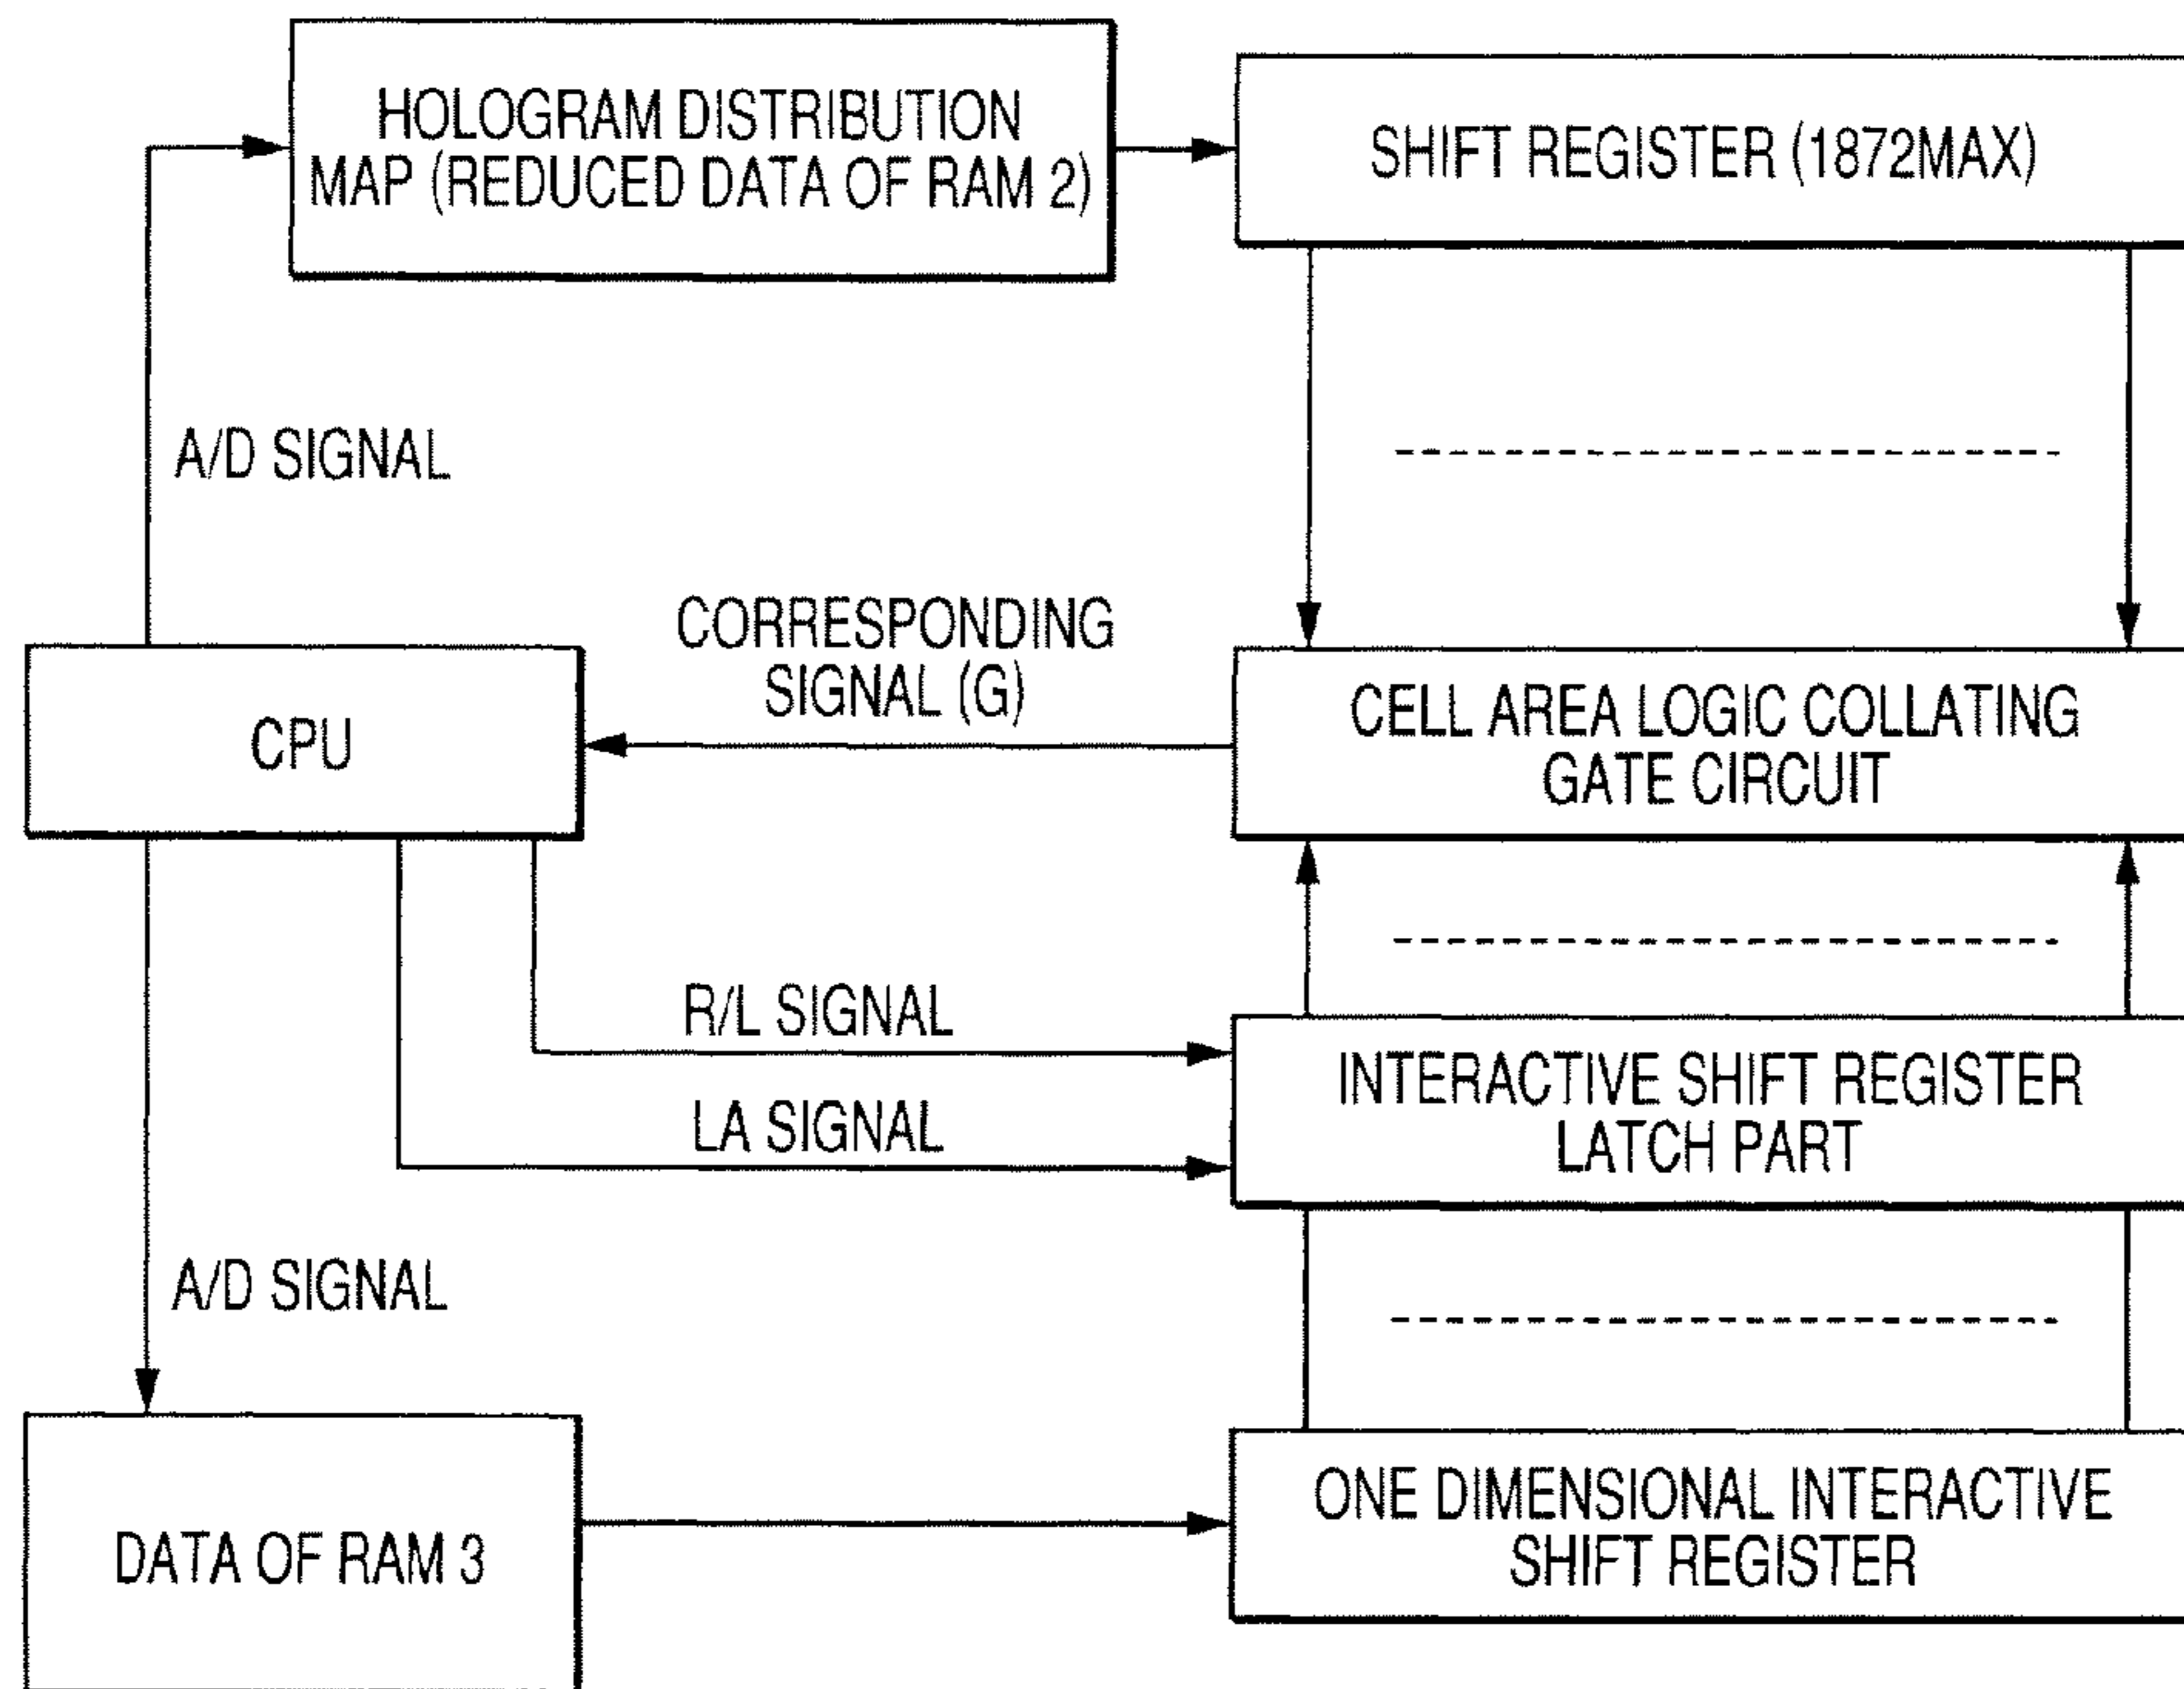 HOLOGRAM DISTRIBUTION
MAP (REDUCED DATA OF RAM 2)
SHIFT REGISTER (1872MAX)
A/D SIGNAL
CORRESPONDING
SIGNAL (G)
CPU
CELL AREA LOGIC COLLATING
GATE CIRCUIT
R/L SIGNAL
LA SIGNAL
INTERACTIVE SHIFT REGISTER
LATCH PART
A/D SIGNAL
DATA OF RAM 3
ONE DIMENSIONAL INTERACTIVE
SHIFT REGISTER